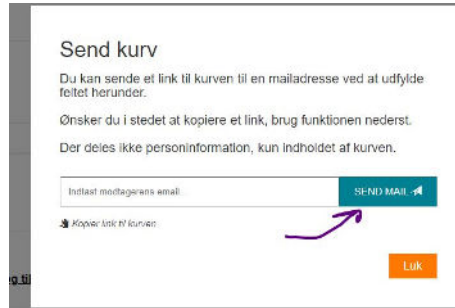 Send kurv
Du kan sende et link til kurven til en mailadresse ved at udfylde
feltet herunder.
Ønsker du i stedet at kopiere et link, brug funktionen nederst.
Der deles ikke personinformation, kun indholdet af kurven.
Indtast modtagerens email
SEND MAIL
Kopier link til kurven
Luk
og til